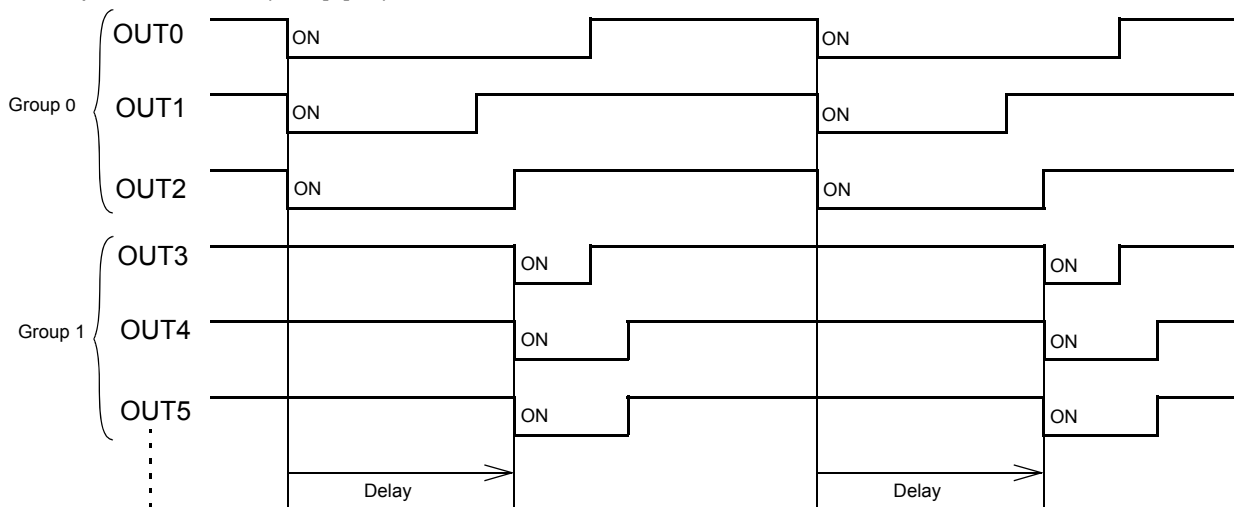 OUT0 ON ON
Group 0 OUT1 ON ON
OUT2 ON ON
OUT3 ON ON
Group 1 OUT4 ON ON
OUT5 ON ON
Delay Delay